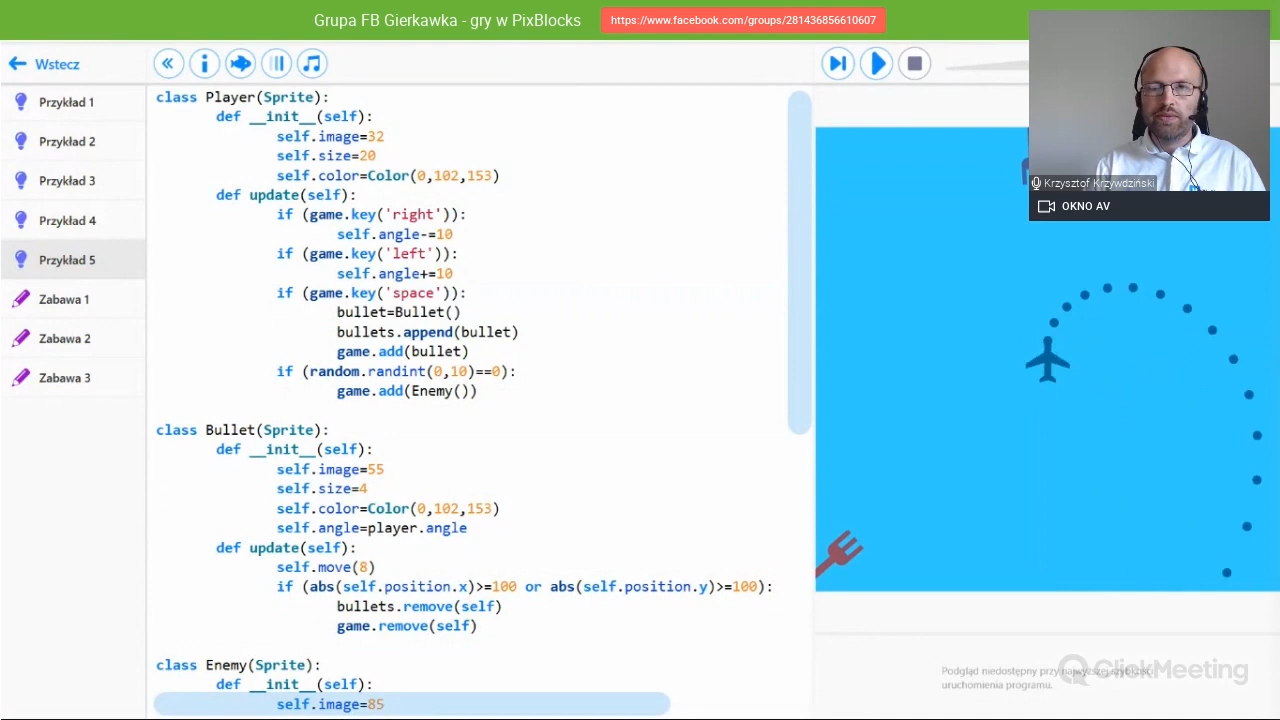 Grupa FB Gierkawka - gry w PixBlocks
https://www.facebook.com/groups/281436856610607
Wstecz
Przykład 1
Przykład 2
Przykład 3
Przykład 4
Przykład 5
Zabawa 1
Zabawa 2
Zabawa 3
class Player(Sprite):
def __init__(self):
self.image=32
self.size=20
self.color=Color(0,102,153)
def update(self):
if (game.key('right')):
self.angle-=10
if (game.key('left')):
self.angle+=10
if (game.key('space')):
bullet=Bullet()
bullets.append(bullet)
game.add(bullet)
if (random.randint(0,10)==0):
game.add(Enemy())
class Bullet(Sprite):
def __init__(self):
self.image=55
self.size=4
self.color=Color(0,102,153)
self.angle=player.angle
def update(self):
self.move(8)
if (abs(self.position.x)>=100 or abs(self.position.y)>=100):
bullets.remove(self)
game.remove(self)
class Enemy(Sprite):
def __init__(self):
self.image=85
Krzysztof Krzywdziński
OKNO AV
Podgląd niedostępny przy najwyższej szybkości
uruchomienia programu.
ClickMeeting